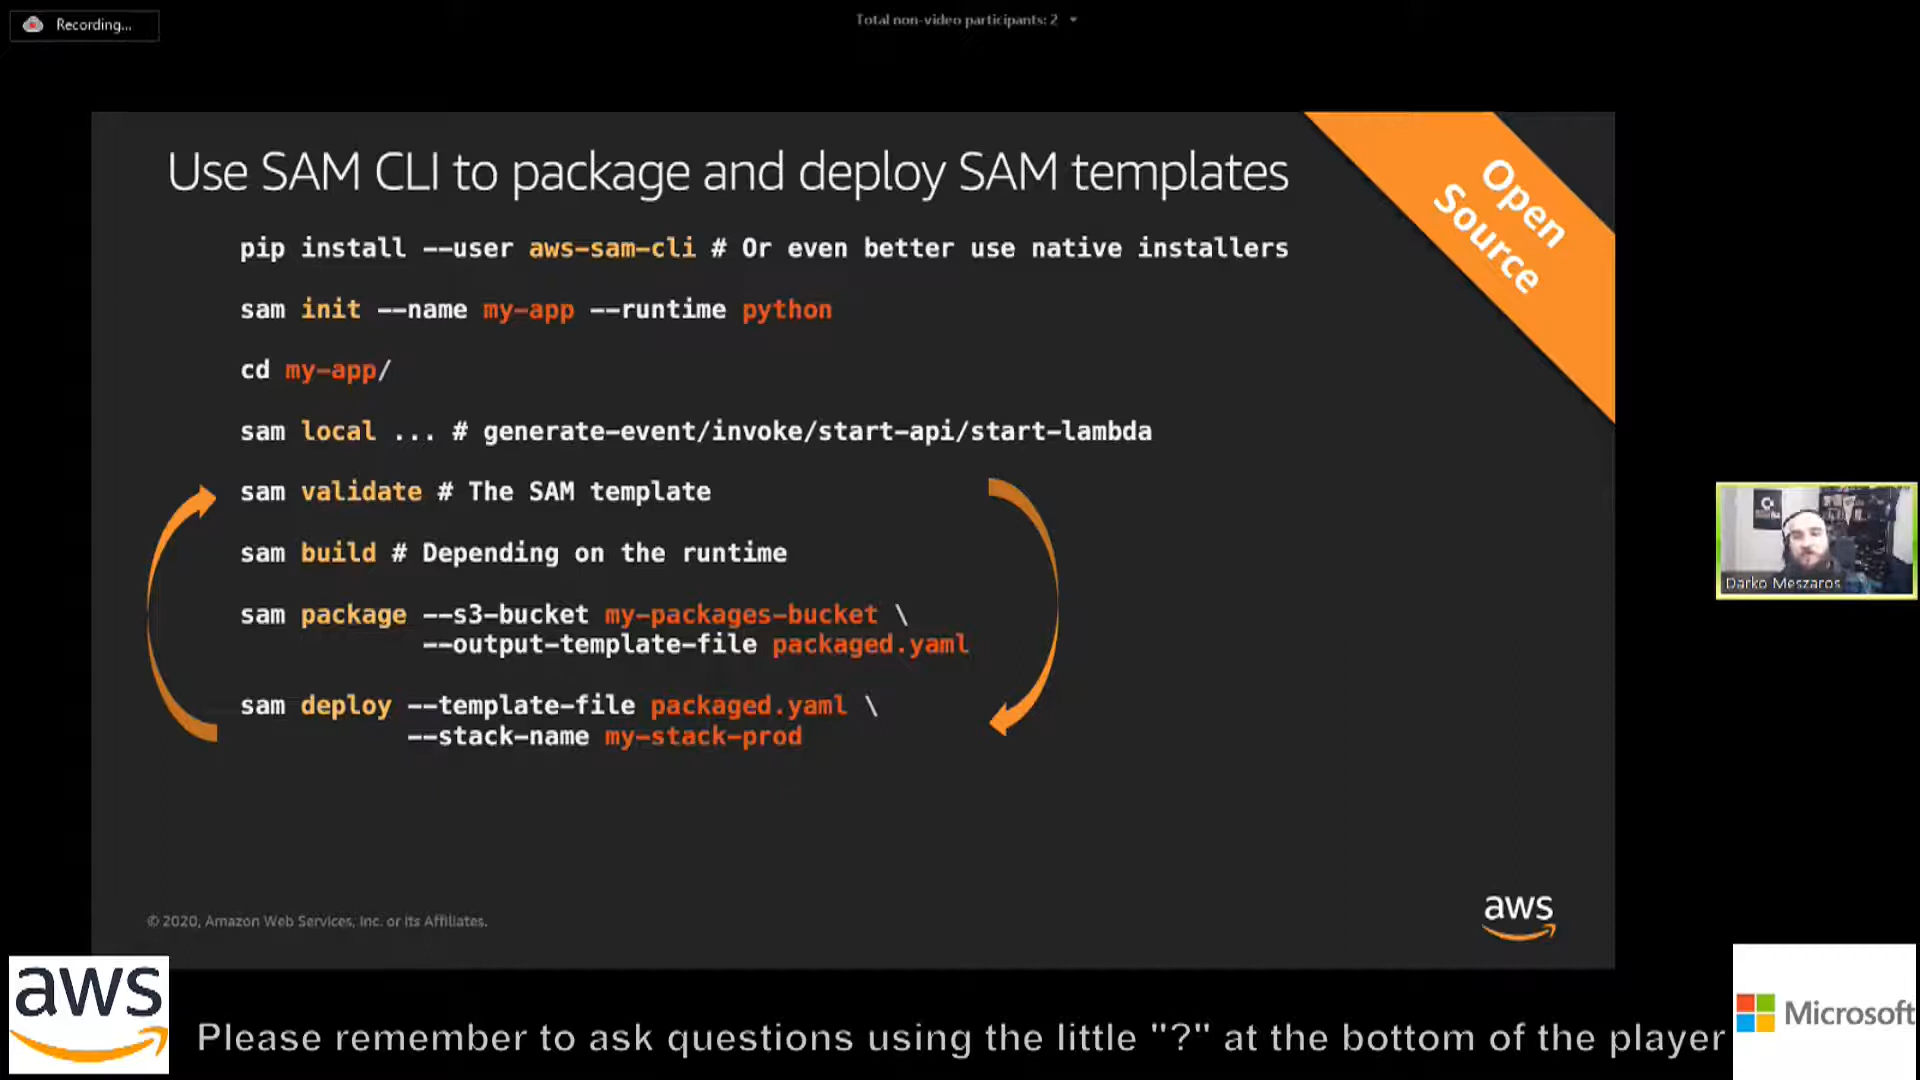 Recording...
Total non-video participants: 2
Use SAM CLI to package and deploy SAM templates
Open
Source
pip install --user aws-sam-cli # Or even better use native installers
sam init --name my-app --runtime python
cd my-app/
sam local ... # generate-event/invoke/start-api/start-lambda
sam validate # The SAM template
sam build # Depending on the runtime
sam package --s3-bucket my-packages-bucket \
--output-template-file packaged.yaml
sam deploy --template-file packaged.yaml \
--stack-name my-stack-prod
Darko Meszaros
© 2020, Amazon Web Services, Inc. or its Affiliates.
aws
aws
Please remember to ask questions using the little "?" at the bottom of the player
Microsoft